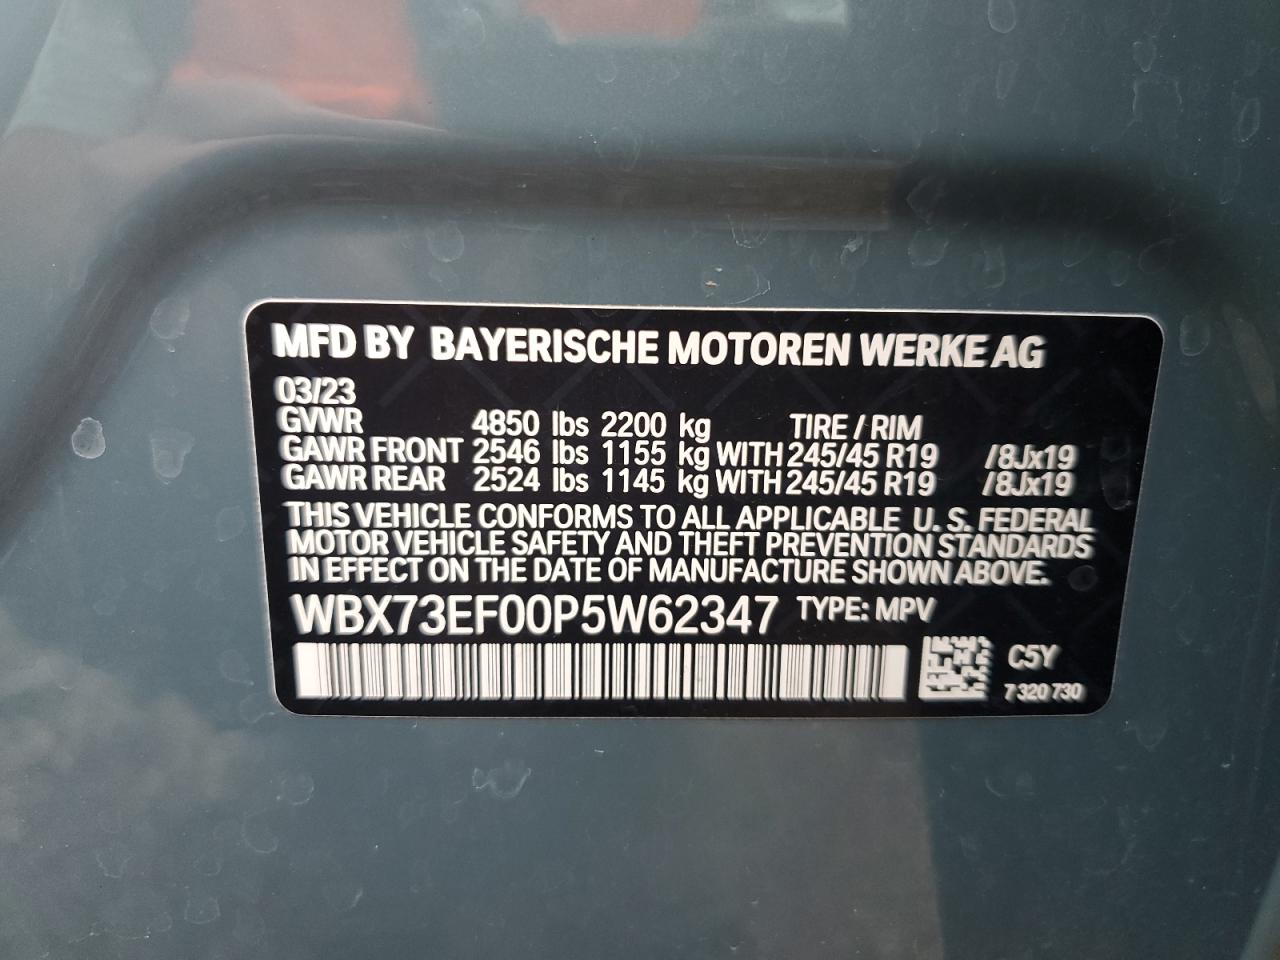 MFD BY BAYERISCHE MOTOREN WERKE AG
03/23
GVWR 4850 lbs 2200 kg TIRE / RIM
GAWR FRONT 2546 lbs 1155 kg WITH 245/45 R19 /8Jx19
GAWR REAR 2524 lbs 1145 kg WITH 245/45 R19 /8Jx19
THIS VEHICLE CONFORMS TO ALL APPLICABLE U. S. FEDERAL
MOTOR VEHICLE SAFETY AND THEFT PREVENTION STANDARDS
IN EFFECT ON THE DATE OF MANUFACTURE SHOWN ABOVE.
WBX73EF00P5W62347 TYPE: MPV
C5Y
7 320 730